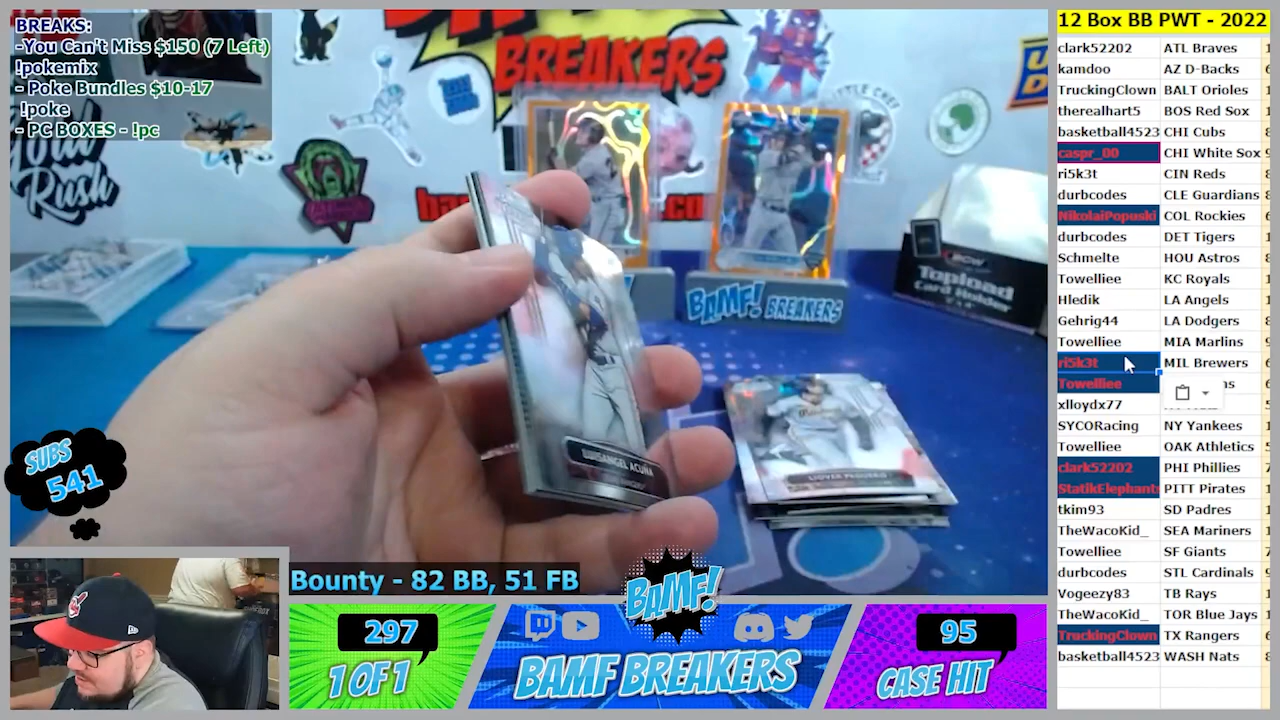 BREAKS:
-You Can't Miss $150 (7 Left)
!pokemix
- Poke Bundles $10-17
!poke
- PC BOXES - !pc
BREAKERS
Gold
Rush
BCW
Topload
Card Holder
BAMF! BREAKERS
LUISANGEL ACUÑA
LIOVER PEGUERO
SUBS
541
Bounty - 82 BB, 51 FB
BAMF!
297
1 OF 1
BAMF BREAKERS
95
CASE HIT
12 Box BB PWT - 2022
clark52202 ATL Braves
kamdoo AZ D-Backs
TruckingClown BALT Orioles
therealhart5 BOS Red Sox
basketball4523 CHI Cubs
caspr_00 CHI White Sox
ri5k3t CIN Reds
durbcodes CLE Guardians
NikolaiPopuski COL Rockies
durbcodes DET Tigers
Schmelte HOU Astros
Towelliee KC Royals
Hledik LA Angels
Gehrig44 LA Dodgers
Towelliee MIA Marlins
ri5k3t MIL Brewers
Towelliee
xlloydx77
SYCORacing NY Yankees
Towelliee OAK Athletics
clark52202 PHI Phillies
StatikElephant PITT Pirates
tkim93 SD Padres
TheWacoKid_ SEA Mariners
Towelliee SF Giants
durbcodes STL Cardinals
Vogeezy83 TB Rays
TheWacoKid_ TOR Blue Jays
TruckingClown TX Rangers
basketball4523 WASH Nats